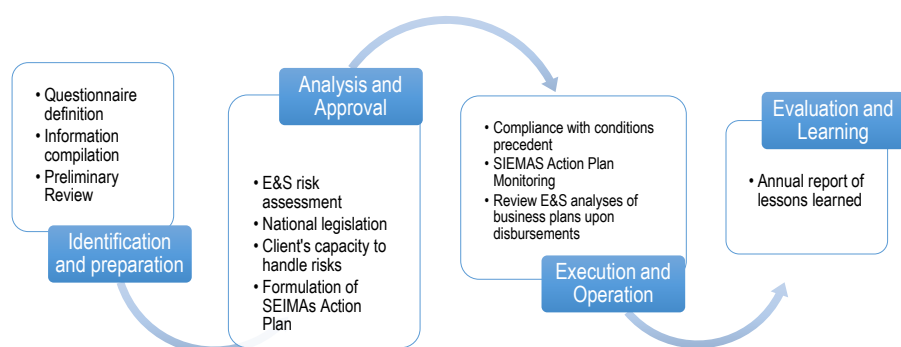 • Questionnaire
definition
• Information
compilation
• Preliminary
Review
Identification
and preparation
Analysis and
Approval
• E&S risk
assessment
• National legislation
• Client's capacity to
handle risks
• Formulation of
SEIMAs Action
Plan
• Compliance with conditions
precedent
• SIEMAS Action Plan
Monitoring
• Review E&S analyses of
business plans upon
disbursements
Execution and
Operation
Evaluation and
Learning
• Annual report of
lessons learned